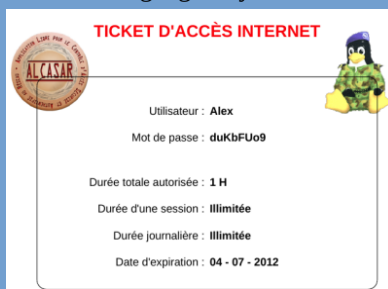 TICKET D'ACCÈS INTERNET
ALCASAR
Utilisateur : Alex
Mot de passe : duKbFUo9
Durée totale autorisée : 1 H
Durée d'une session : Illimitée
Durée journalière : Illimitée
Date d'expiration : 04 - 07 - 2012